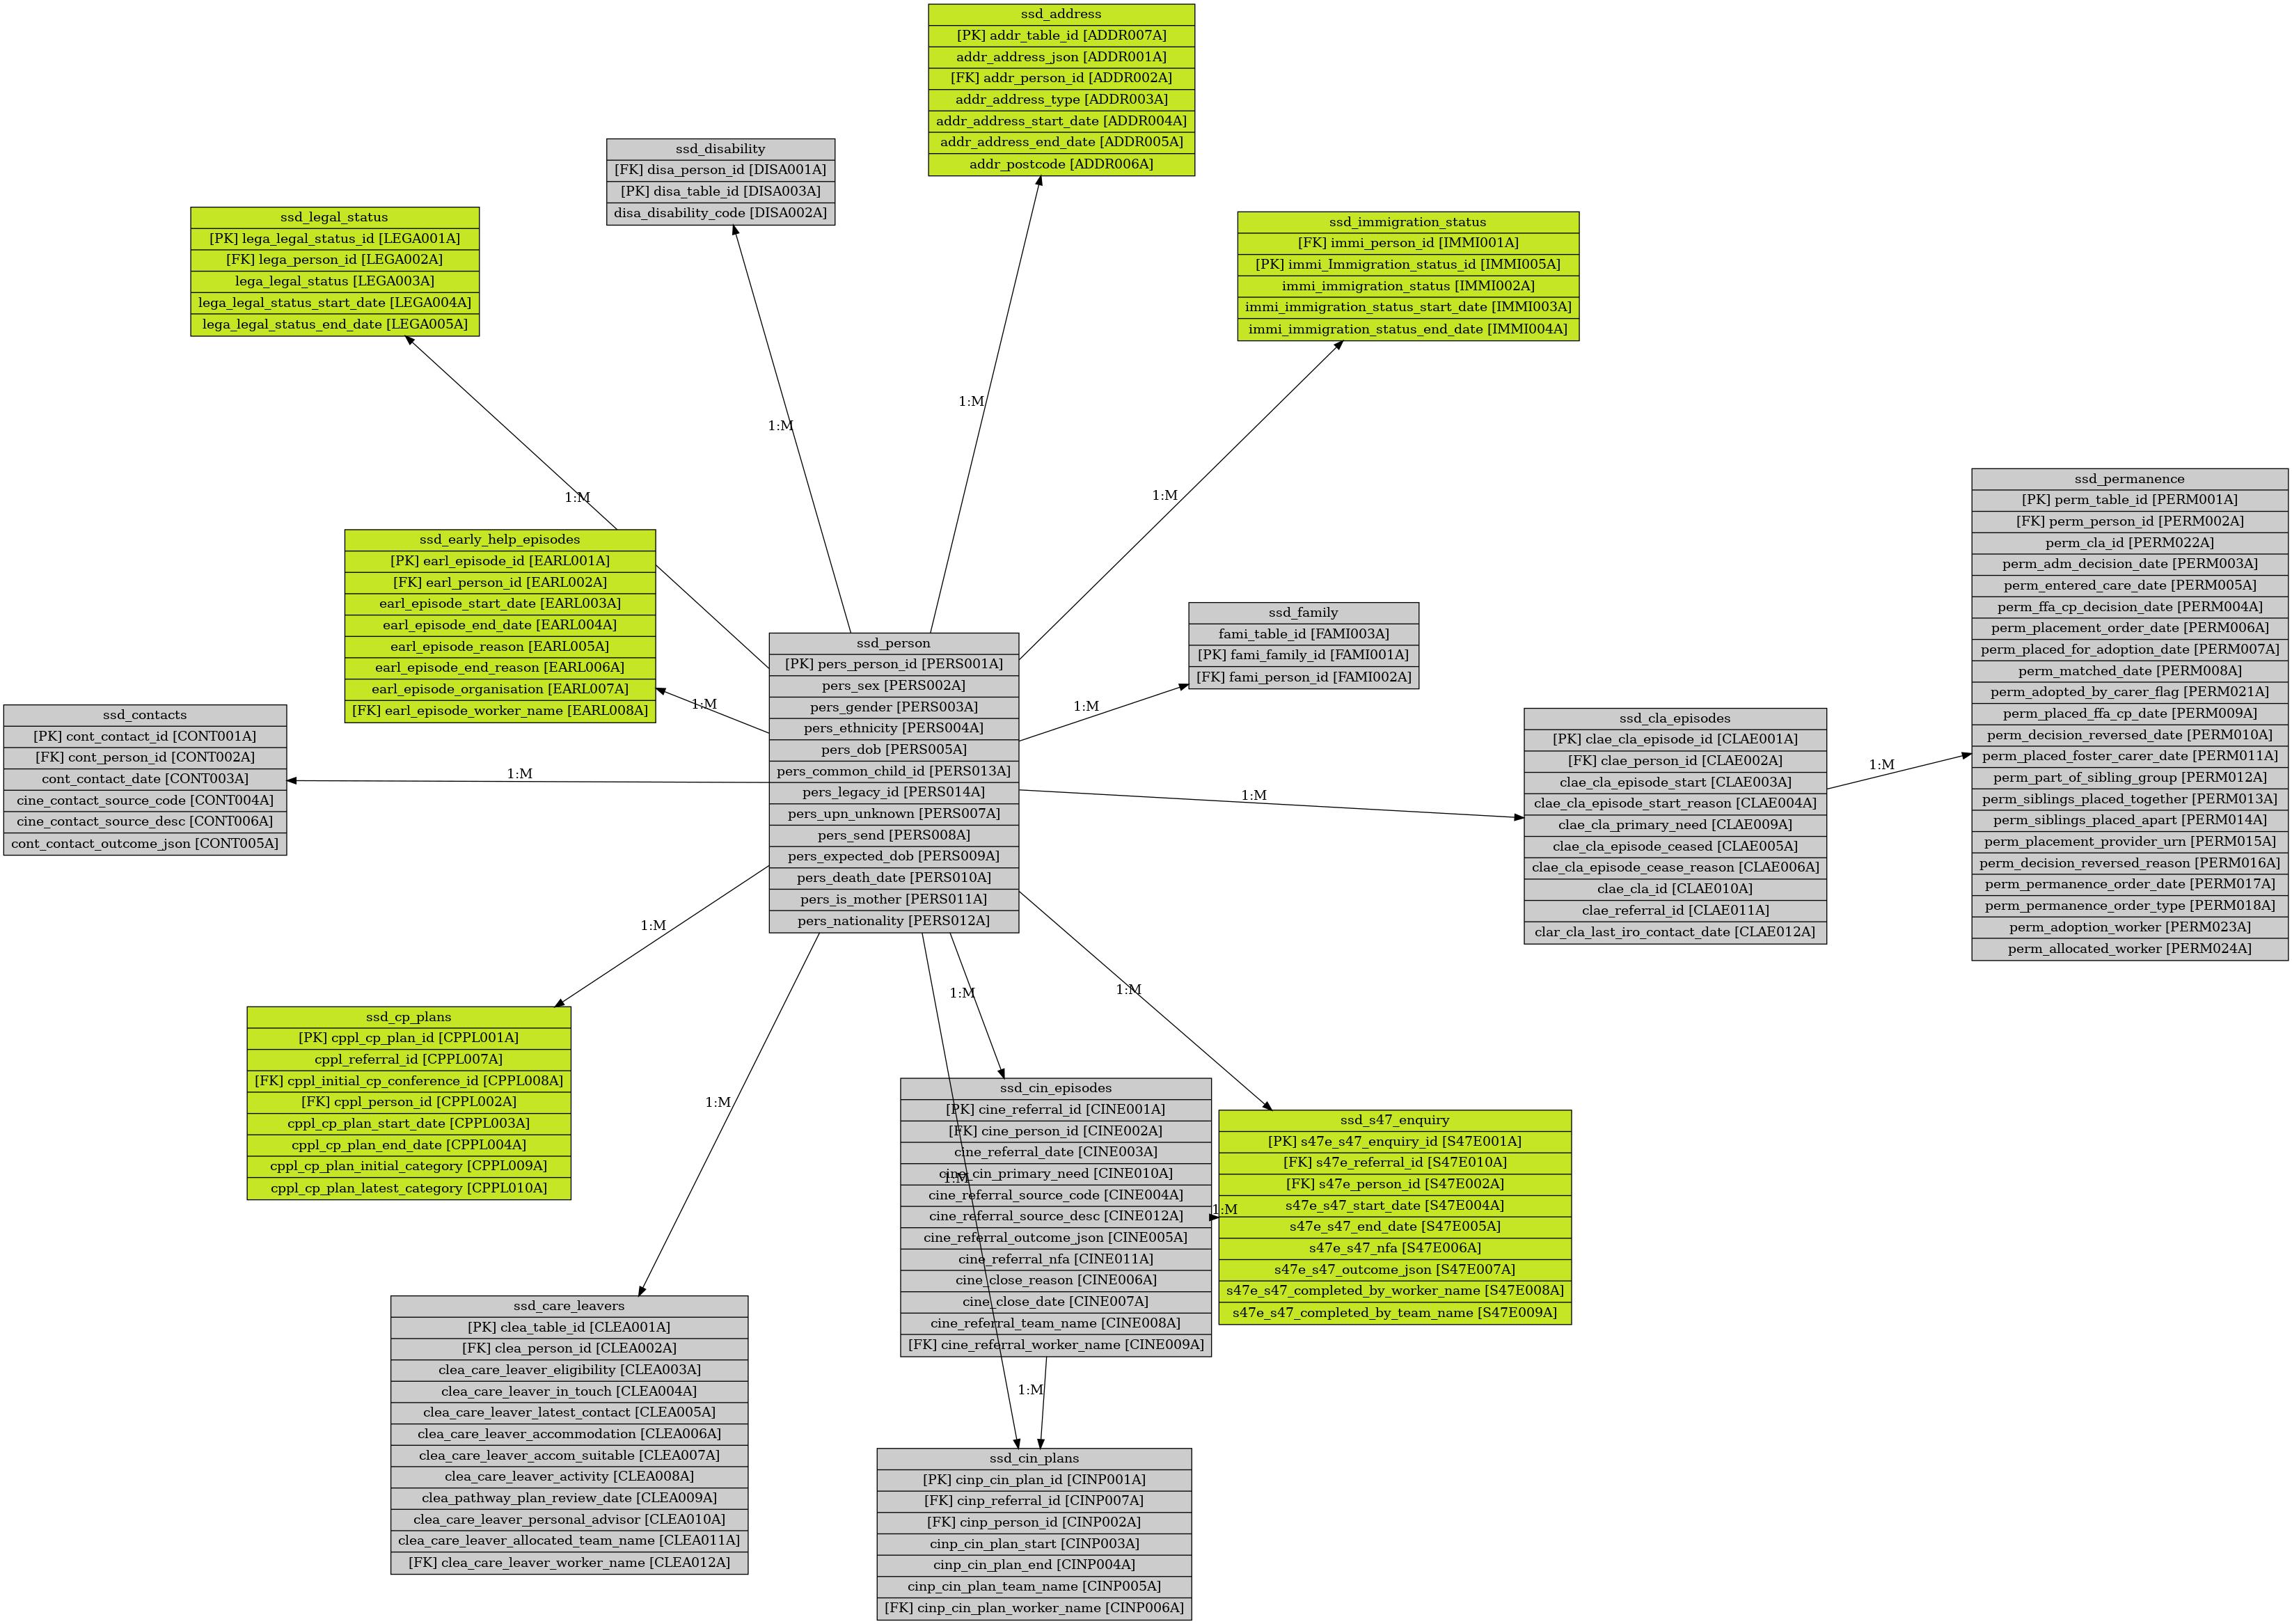 ssd_address
[PK] addr_table_id [ADDR007A]
addr_address_json [ADDR001A]
[FK] addr_person_id [ADDR002A]
addr_address_type [ADDR003A]
addr_address_start_date [ADDR004A]
addr_address_end_date [ADDR005A]
addr_postcode [ADDR006A]
ssd_disability
[FK] disa_person_id [DISA001A]
[PK] disa_table_id [DISA003A]
disa_disability_code [DISA002A]
ssd_legal_status
[PK] lega_legal_status_id [LEGA001A]
[FK] lega_person_id [LEGA002A]
lega_legal_status [LEGA003A]
lega_legal_status_start_date [LEGA004A]
lega_legal_status_end_date [LEGA005A]
ssd_immigration_status
[FK] immi_person_id [IMMI001A]
[PK] immi_Immigration_status_id [IMMI005A]
immi_immigration_status [IMMI002A]
immi_immigration_status_start_date [IMMI003A]
immi_immigration_status_end_date [IMMI004A]
1:M
1:M
1:M
1:M
ssd_permanence
[PK] perm_table_id [PERM001A]
[FK] perm_person_id [PERM002A]
perm_cla_id [PERM022A]
perm_adm_decision_date [PERM003A]
perm_entered_care_date [PERM005A]
perm_ffa_cp_decision_date [PERM004A]
perm_placement_order_date [PERM006A]
perm_placed_for_adoption_date [PERM007A]
perm_matched_date [PERM008A]
perm_adopted_by_carer_flag [PERM021A]
perm_placed_ffa_cp_date [PERM009A]
perm_decision_reversed_date [PERM010A]
perm_placed_foster_carer_date [PERM011A]
perm_part_of_sibling_group [PERM012A]
perm_siblings_placed_together [PERM013A]
perm_siblings_placed_apart [PERM014A]
perm_placement_provider_urn [PERM015A]
perm_decision_reversed_reason [PERM016A]
perm_permanence_order_date [PERM017A]
perm_permanence_order_type [PERM018A]
perm_adoption_worker [PERM023A]
perm_allocated_worker [PERM024A]
ssd_early_help_episodes
[PK] earl_episode_id [EARL001A]
[FK] earl_person_id [EARL002A]
earl_episode_start_date [EARL003A]
earl_episode_end_date [EARL004A]
earl_episode_reason [EARL005A]
earl_episode_end_reason [EARL006A]
earl_episode_organisation [EARL007A]
[FK] earl_episode_worker_name [EARL008A]
ssd_family
fami_table_id [FAMI003A]
[PK] fami_family_id [FAMI001A]
[FK] fami_person_id [FAMI002A]
ssd_person
[PK] pers_person_id [PERS001A]
pers_sex [PERS002A]
pers_gender [PERS003A]
pers_ethnicity [PERS004A]
pers_dob [PERS005A]
pers_common_child_id [PERS013A]
pers_legacy_id [PERS014A]
pers_upn_unknown [PERS007A]
pers_send [PERS008A]
pers_expected_dob [PERS009A]
pers_death_date [PERS010A]
pers_is_mother [PERS011A]
pers_nationality [PERS012A]
1:M
1:M
ssd_contacts
[PK] cont_contact_id [CONT001A]
[FK] cont_person_id [CONT002A]
cont_contact_date [CONT003A]
cine_contact_source_code [CONT004A]
cine_contact_source_desc [CONT006A]
cont_contact_outcome_json [CONT005A]
1:M
1:M
ssd_cla_episodes
[PK] clae_cla_episode_id [CLAE001A]
[FK] clae_person_id [CLAE002A]
clae_cla_episode_start [CLAE003A]
clae_cla_episode_start_reason [CLAE004A]
clae_cla_primary_need [CLAE009A]
clae_cla_episode_ceased [CLAE005A]
clae_cla_episode_cease_reason [CLAE006A]
clae_cla_id [CLAE010A]
clae_referral_id [CLAE011A]
clar_cla_last_iro_contact_date [CLAE012A]
1:M
1:M
1:M
1:M
ssd_cp_plans
[PK] cppl_cp_plan_id [CPPL001A]
cppl_referral_id [CPPL007A]
[FK] cppl_initial_cp_conference_id [CPPL008A]
[FK] cppl_person_id [CPPL002A]
cppl_cp_plan_start_date [CPPL003A]
cppl_cp_plan_end_date [CPPL004A]
cppl_cp_plan_initial_category [CPPL009A]
cppl_cp_plan_latest_category [CPPL010A]
1:M
ssd_cin_episodes
[PK] cine_referral_id [CINE001A]
[FK] cine_person_id [CINE002A]
cine_referral_date [CINE003A]
cine_cin_primary_need [CINE010A]
cine_referral_source_code [CINE004A]
cine_referral_source_desc [CINE012A]
cine_referral_outcome_json [CINE005A]
cine_referral_nfa [CINE011A]
cine_close_reason [CINE006A]
cine_close_date [CINE007A]
cine_referral_team_name [CINE008A]
[FK] cine_referral_worker_name [CINE009A]
1:M
1:M
ssd_s47_enquiry
[PK] s47e_s47_enquiry_id [S47E001A]
[FK] s47e_referral_id [S47E010A]
[FK] s47e_person_id [S47E002A]
s47e_s47_start_date [S47E004A]
s47e_s47_end_date [S47E005A]
s47e_s47_nfa [S47E006A]
s47e_s47_outcome_json [S47E007A]
s47e_s47_completed_by_worker_name [S47E008A]
s47e_s47_completed_by_team_name [S47E009A]
ssd_care_leavers
[PK] clea_table_id [CLEA001A]
[FK] clea_person_id [CLEA002A]
clea_care_leaver_eligibility [CLEA003A]
clea_care_leaver_in_touch [CLEA004A]
clea_care_leaver_latest_contact [CLEA005A]
clea_care_leaver_accommodation [CLEA006A]
clea_care_leaver_accom_suitable [CLEA007A]
clea_care_leaver_activity [CLEA008A]
clea_pathway_plan_review_date [CLEA009A]
clea_care_leaver_personal_advisor [CLEA010A]
clea_care_leaver_allocated_team_name [CLEA011A]
[FK] clea_care_leaver_worker_name [CLEA012A]
1:M
ssd_cin_plans
[PK] cinp_cin_plan_id [CINP001A]
[FK] cinp_referral_id [CINP007A]
[FK] cinp_person_id [CINP002A]
cinp_cin_plan_start [CINP003A]
cinp_cin_plan_end [CINP004A]
cinp_cin_plan_team_name [CINP005A]
[FK] cinp_cin_plan_worker_name [CINP006A]